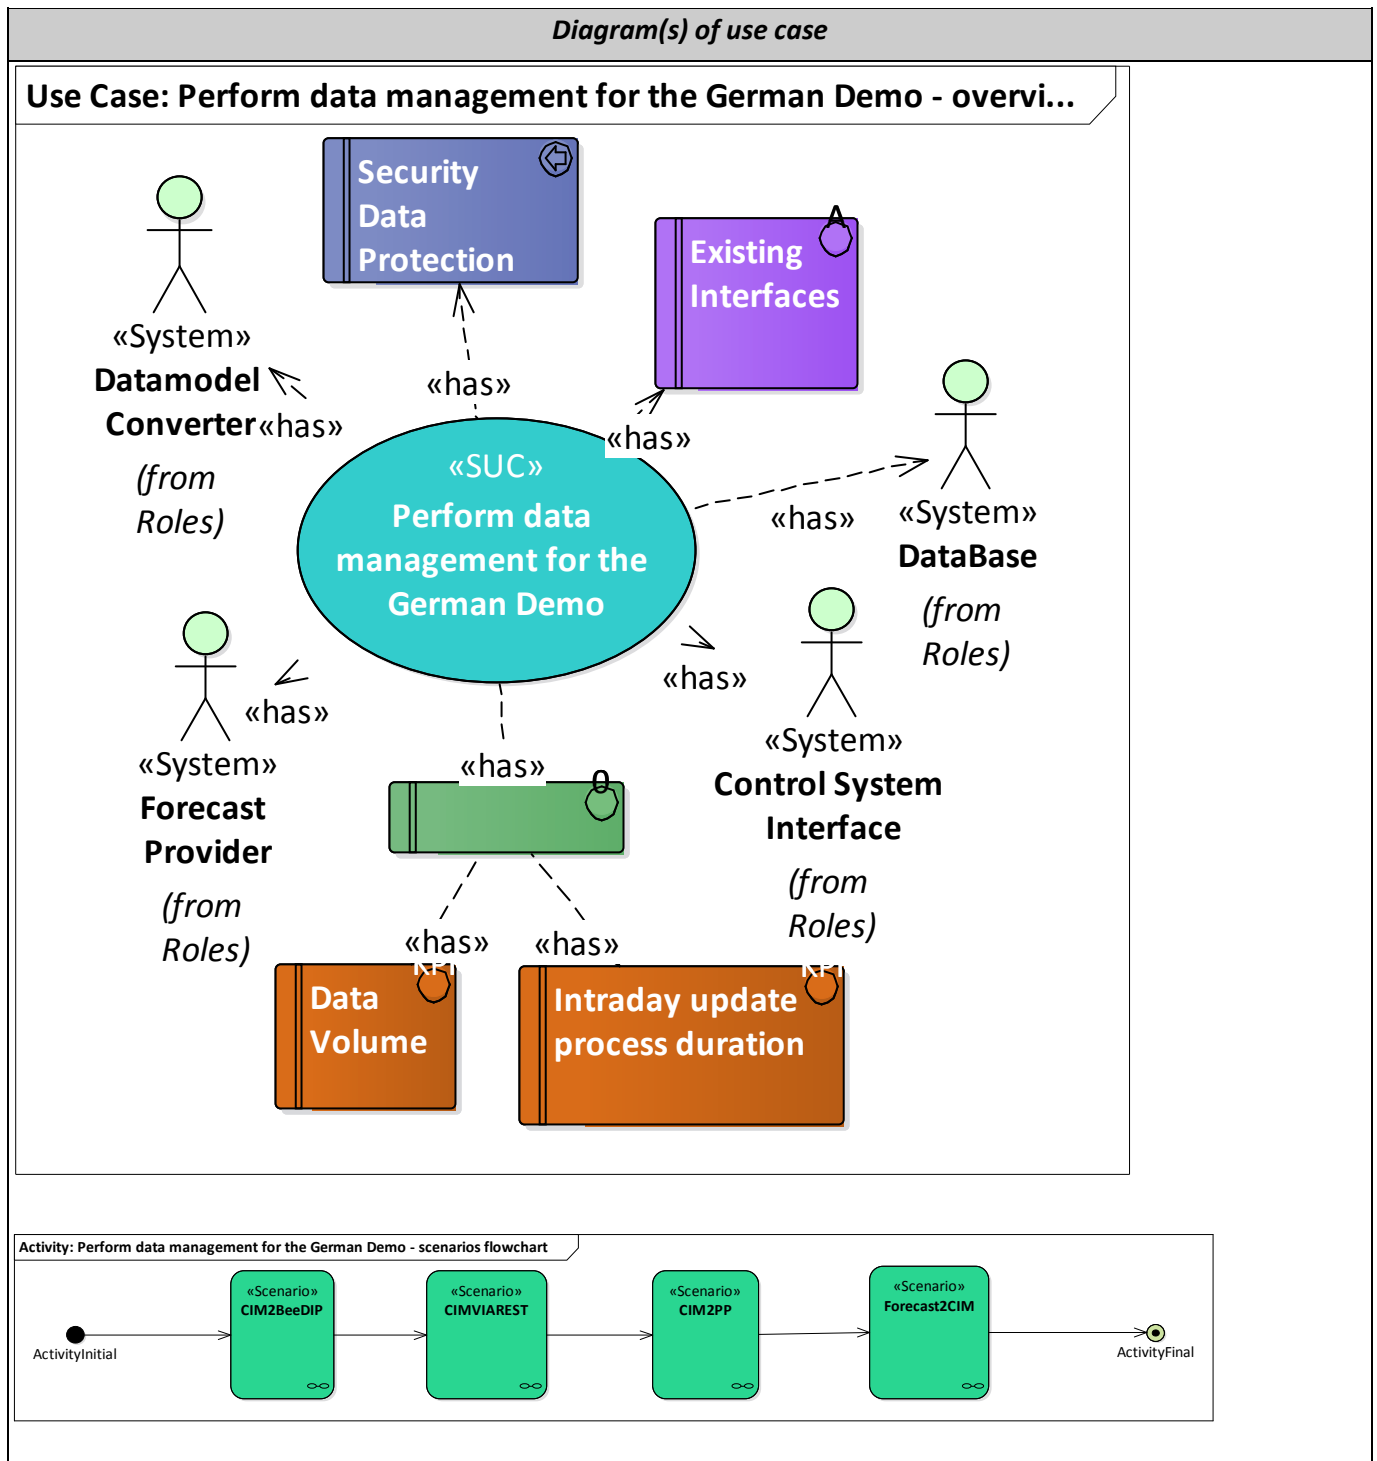 Diagram(s) of use case
Use Case: Perform data management for the German Demo - overvi...
Security
Data
Protection
A
Existing
Interfaces
«System»
Datamodel
Converter
(from
Roles)
«has»
«has»
«has»
«SUC»
Perform data
management for the
German Demo
«has»
«System»
DataBase
(from
Roles)
«has»
«System»
Forecast
Provider
(from
Roles)
«has»
«System»
Control System
Interface
(from
Roles)
«has»
O
«has»
«has»
KPI
Data
Volume
KPI
Intraday update
process duration
Activity: Perform data management for the German Demo - scenarios flowchart
ActivityInitial
«Scenario»
CIM2BeeDIP
«Scenario»
CIMVIAREST
«Scenario»
CIM2PP
«Scenario»
Forecast2CIM
ActivityFinal